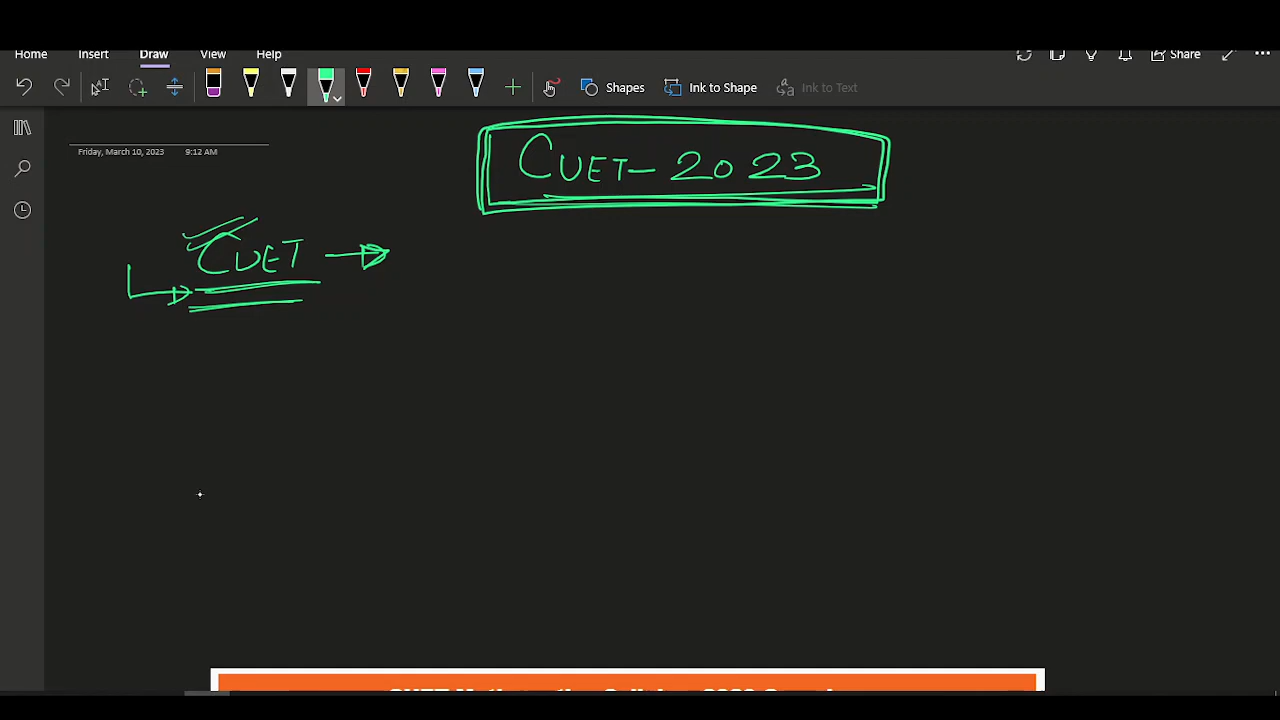 Home Insert Draw View Help Share
Shapes Ink to Shape Ink to Text
CUET-2023
Friday, March 10, 2023 9:12 AM
CUET →